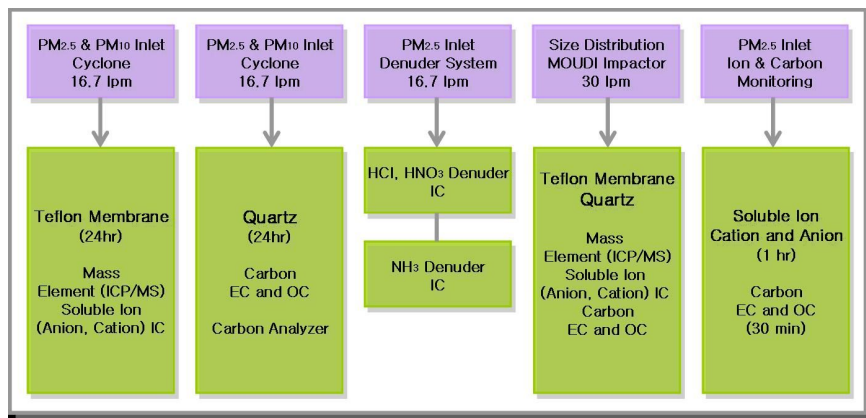 PM2.5 & PM10 Inlet
Cyclone
16.7 lpm
PM2.5 & PM10 Inlet
Cyclone
16.7 lpm
PM2.5 Inlet
Denuder System
16.7 lpm
Size Distribution
MOUDI Impactor
30 lpm
PM2.5 Inlet
Ion & Carbon
Monitoring
Teflon Membrane
(24hr)
Mass
Element (ICP/MS)
Soluble Ion
(Anion, Cation) IC
Quartz
(24hr)
Carbon
EC and OC
Carbon Analyzer
HCl, HNO3 Denuder
IC
NH3 Denuder
IC
Teflon Membrane
Quartz
Mass
Element (ICP/MS)
Soluble Ion
(Anion, Cation) IC
Carbon
EC and OC
Soluble Ion
Cation and Anion
(1 hr)
Carbon
EC and OC
(30 min)